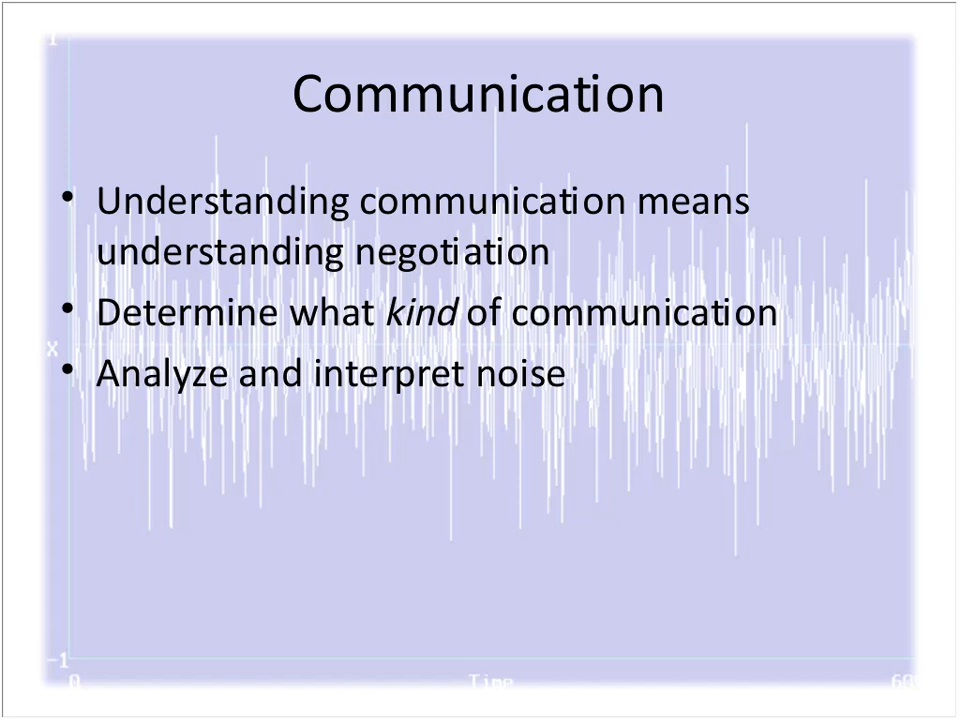 1
Communication
• Understanding communication means
understanding negotiation
• Determine what kind of communication
X
• Analyze and interpret noise
-1
0 Time